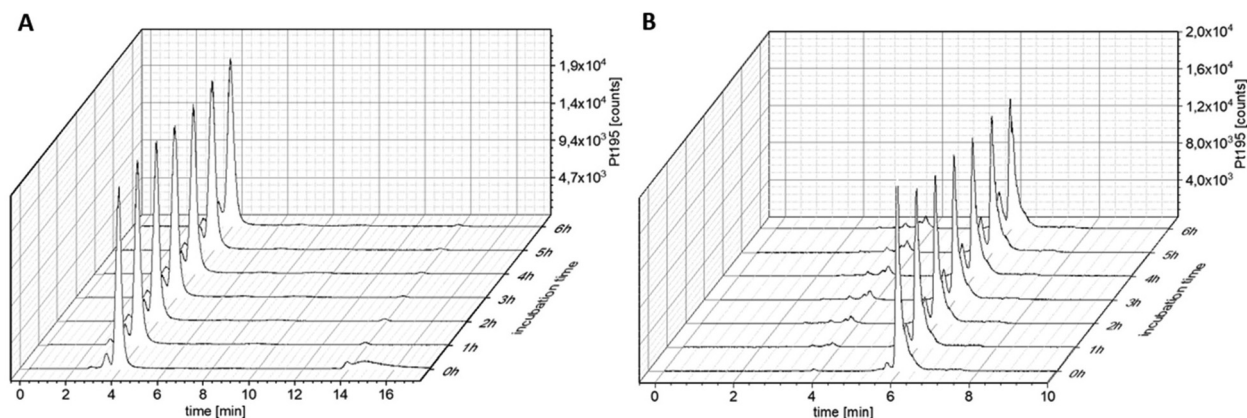 A
1,9x10⁴
1,4x10⁴
9,4x10³
4,7x10³
Pt195 [counts]
6h
5h
4h
3h
2h
1h
0h
incubation time
0 2 4 6 8 10 12 14 16
time [min]
B
2,0x10⁴
1,6x10⁴
1,2x10⁴
8,0x10³
4,0x10³
Pt195 [counts]
6h
5h
4h
3h
2h
1h
0h
incubation time
0 2 4 6 8 10
time [min]